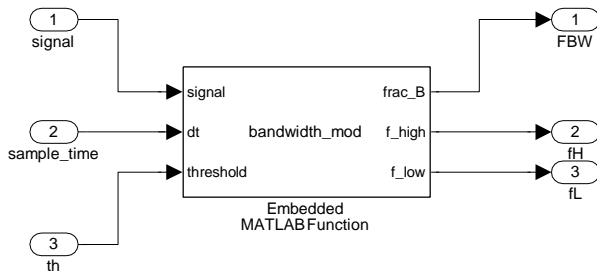 1
signal
2
sample_time
3
th
signal
dt
threshold
bandwidth_mod
frac_B
f_high
f_low
Embedded
MATLAB Function
1
FBW
2
fH
3
fL